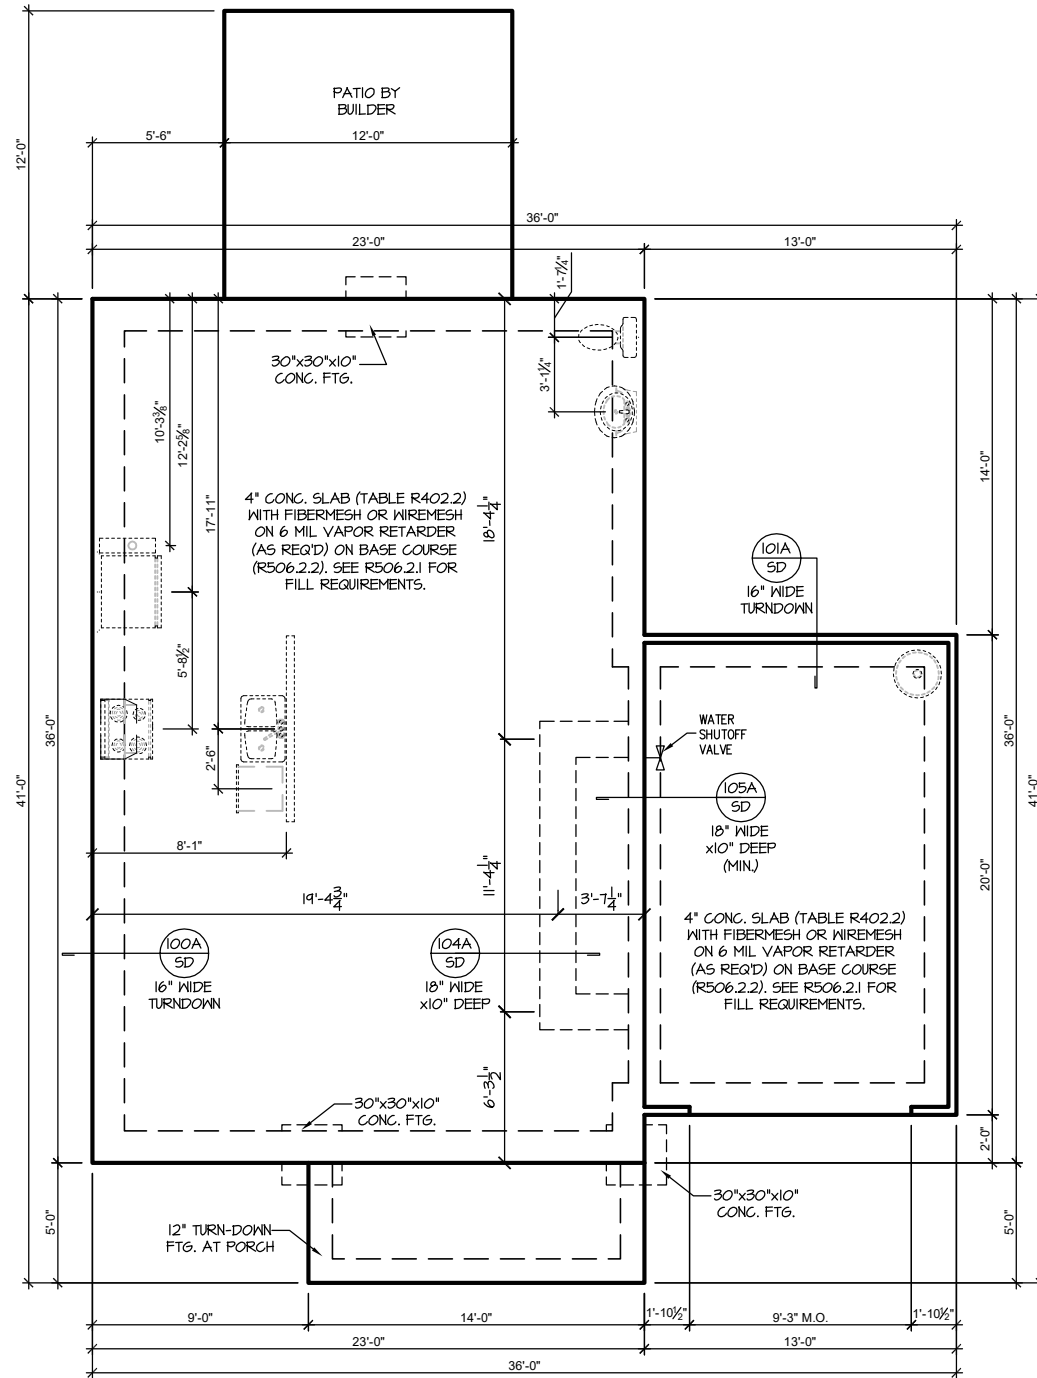 PATIO BY
BUILDER
12'-0"
5'-6"
12'-0"
36'-0"
23'-0"
13'-0"
1'-7¼"
30"x30"x10"
CONC. FTG.
3'-1¼"
10'-3⅜"
12'-2⅝"
17'-11"
18'-4¼"
14'-0"
4" CONC. SLAB (TABLE R402.2)
WITH FIBERMESH OR WIREMESH
ON 6 MIL VAPOR RETARDER
(AS REQ'D) ON BASE COURSE
(R506.2.2). SEE R506.2.1 FOR
FILL REQUIREMENTS.
101A
SD
16" WIDE
TURNDOWN
5'-8½"
2'-6"
36'-0"
41'-0"
WATER
SHUTOFF
VALVE
36'-0"
41'-0"
105A
SD
18" WIDE
x10" DEEP
(MIN.)
8'-1"
11'-4¼"
20'-0"
19'-4¾"
3'-7¼"
4" CONC. SLAB (TABLE R402.2)
WITH FIBERMESH OR WIREMESH
ON 6 MIL VAPOR RETARDER
(AS REQ'D) ON BASE COURSE
(R506.2.2). SEE R506.2.1 FOR
FILL REQUIREMENTS.
100A
SD
16" WIDE
TURNDOWN
104A
SD
18" WIDE
x10" DEEP
6'-3½"
30"x30"x10"
CONC. FTG.
2'-0"
30"x30"x10"
CONC. FTG.
5'-0"
12" TURN-DOWN
FTG. AT PORCH
5'-0"
9'-0"
14'-0"
1'-10½"
9'-3" M.O.
1'-10½"
23'-0"
13'-0"
36'-0"